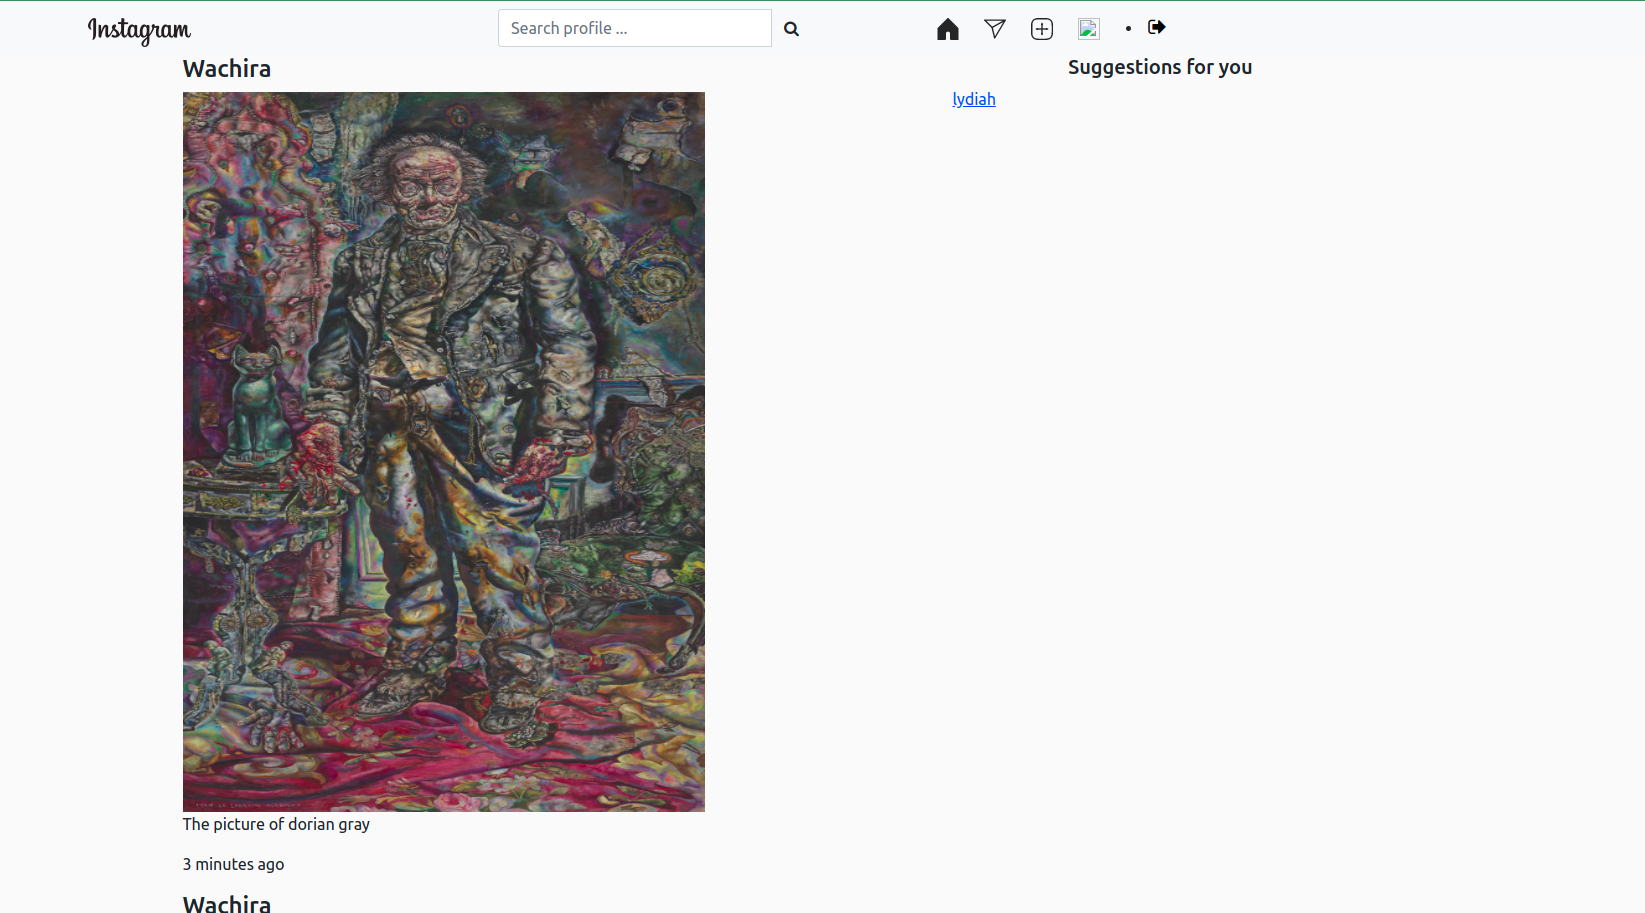 Instagram
Search profile ...
Wachira
Suggestions for you
lydiah
The picture of dorian gray
3 minutes ago
Wachira